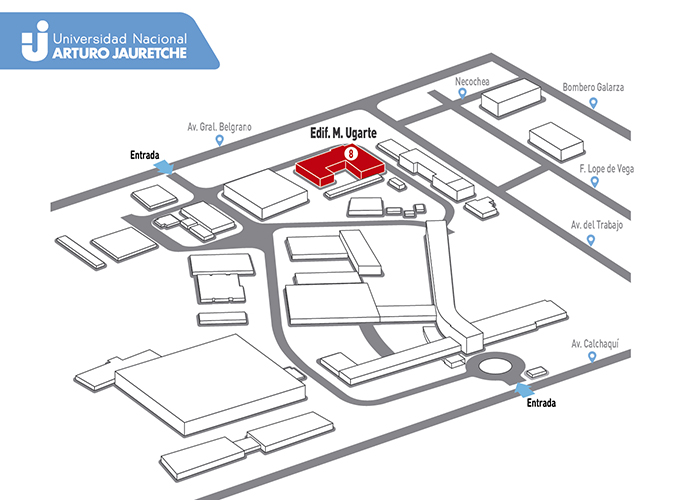 Universidad Nacional
ARTURO JAURETCHE
Necochea
Bombero Galarza
Av. Gral. Belgrano
Edif. M. Ugarte
Entrada
8
F. Lope de Vega
Av. del Trabajo
Av. Calchaquí
Entrada